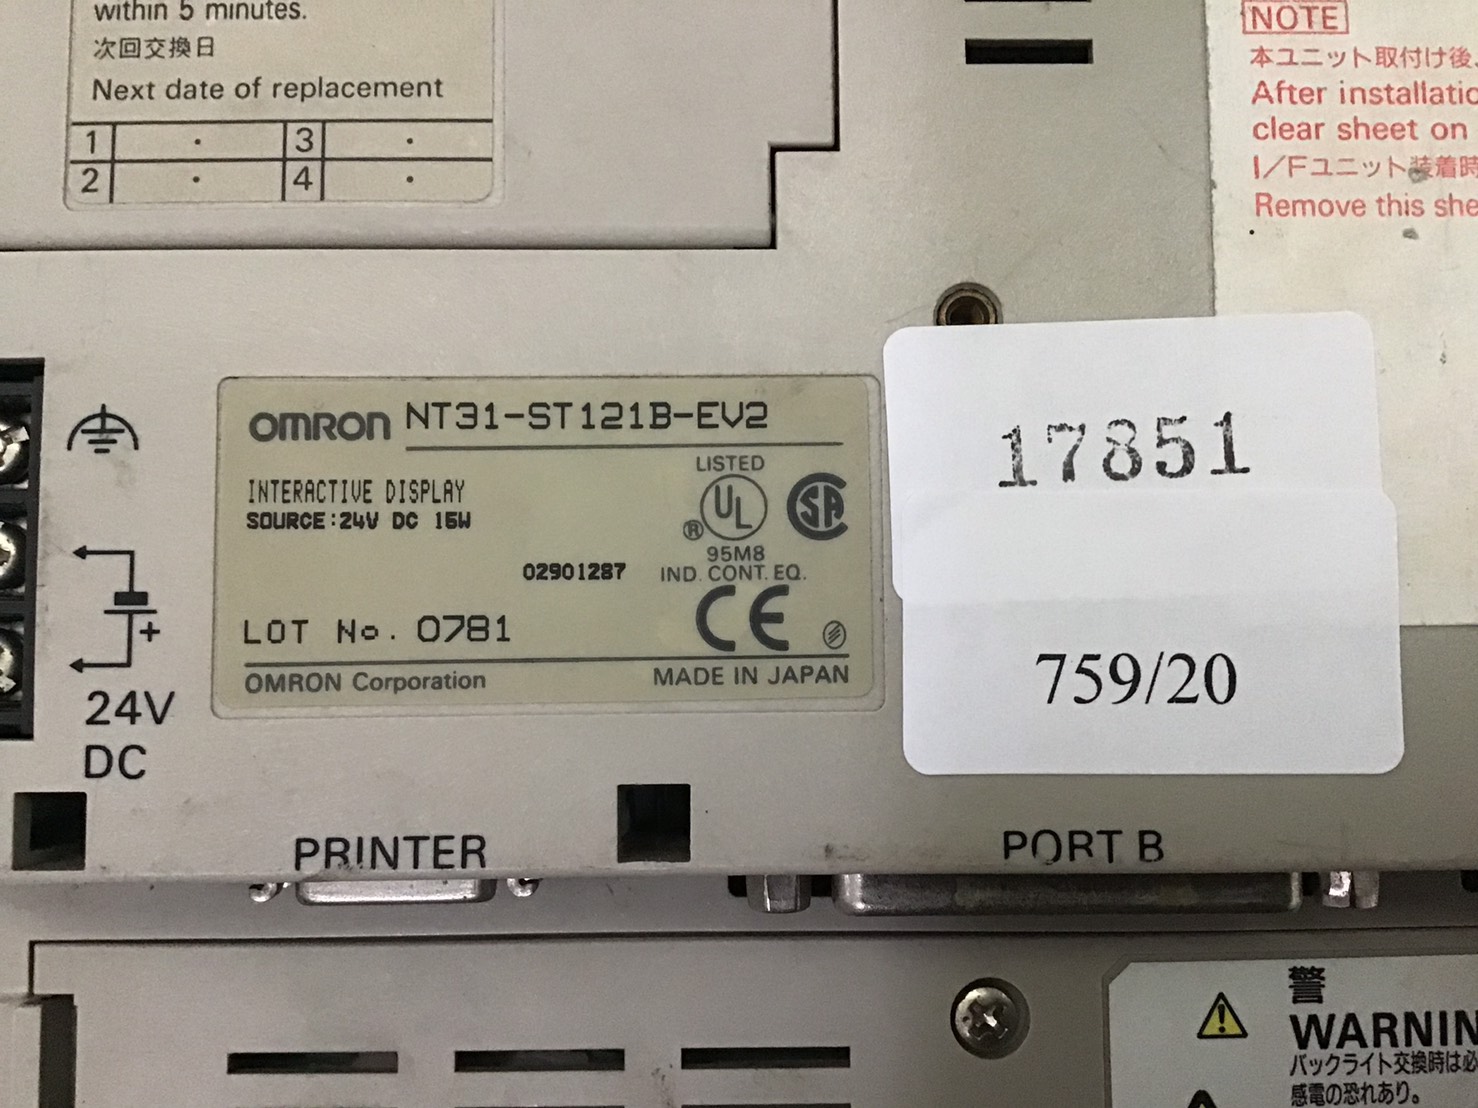 within 5 minutes.
次回交換日
Next date of replacement
1 · 3 ·
2 · 4 ·
NOTE
本ユニット取付け後、
After installatio
clear sheet on
I/Fユニット装着時
Remove this she
OMRON NT31-ST121B-EV2
INTERACTIVE DISPLAY
SOURCE:24V DC 15W
LISTED
UL
®
SA
95M8
IND. CONT. EQ.
02901287
CE
LOT No. 0781
OMRON Corporation
MADE IN JAPAN
17851
759/20
+
24V
DC
PRINTER
PORT B
警
WARNIN
バックライト交換時は必
感電の恐れあり。